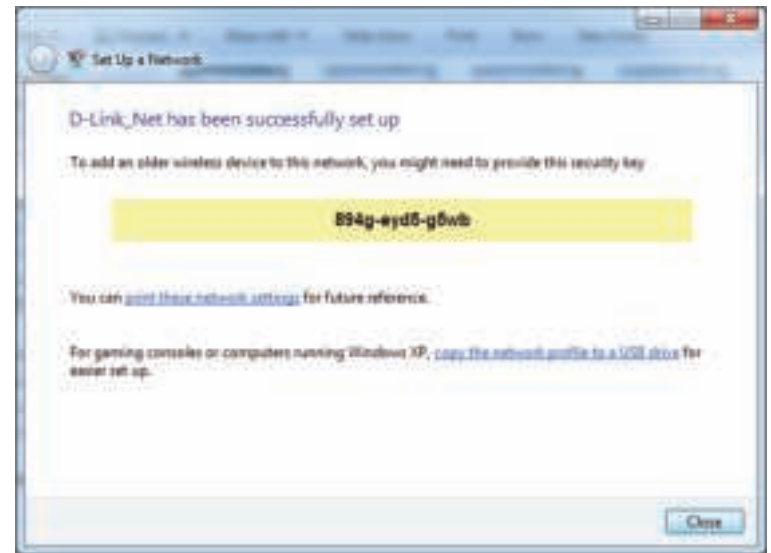 Set Up a Network
D-Link_Net has been successfully set up
To add an older wireless device to this network, you might need to provide this security key
894g-eyd5-g6wb
You can print these network settings for future reference.
For gaming consoles or computers running Windows XP, copy the network profile to a USB drive for
easier set up.
Close